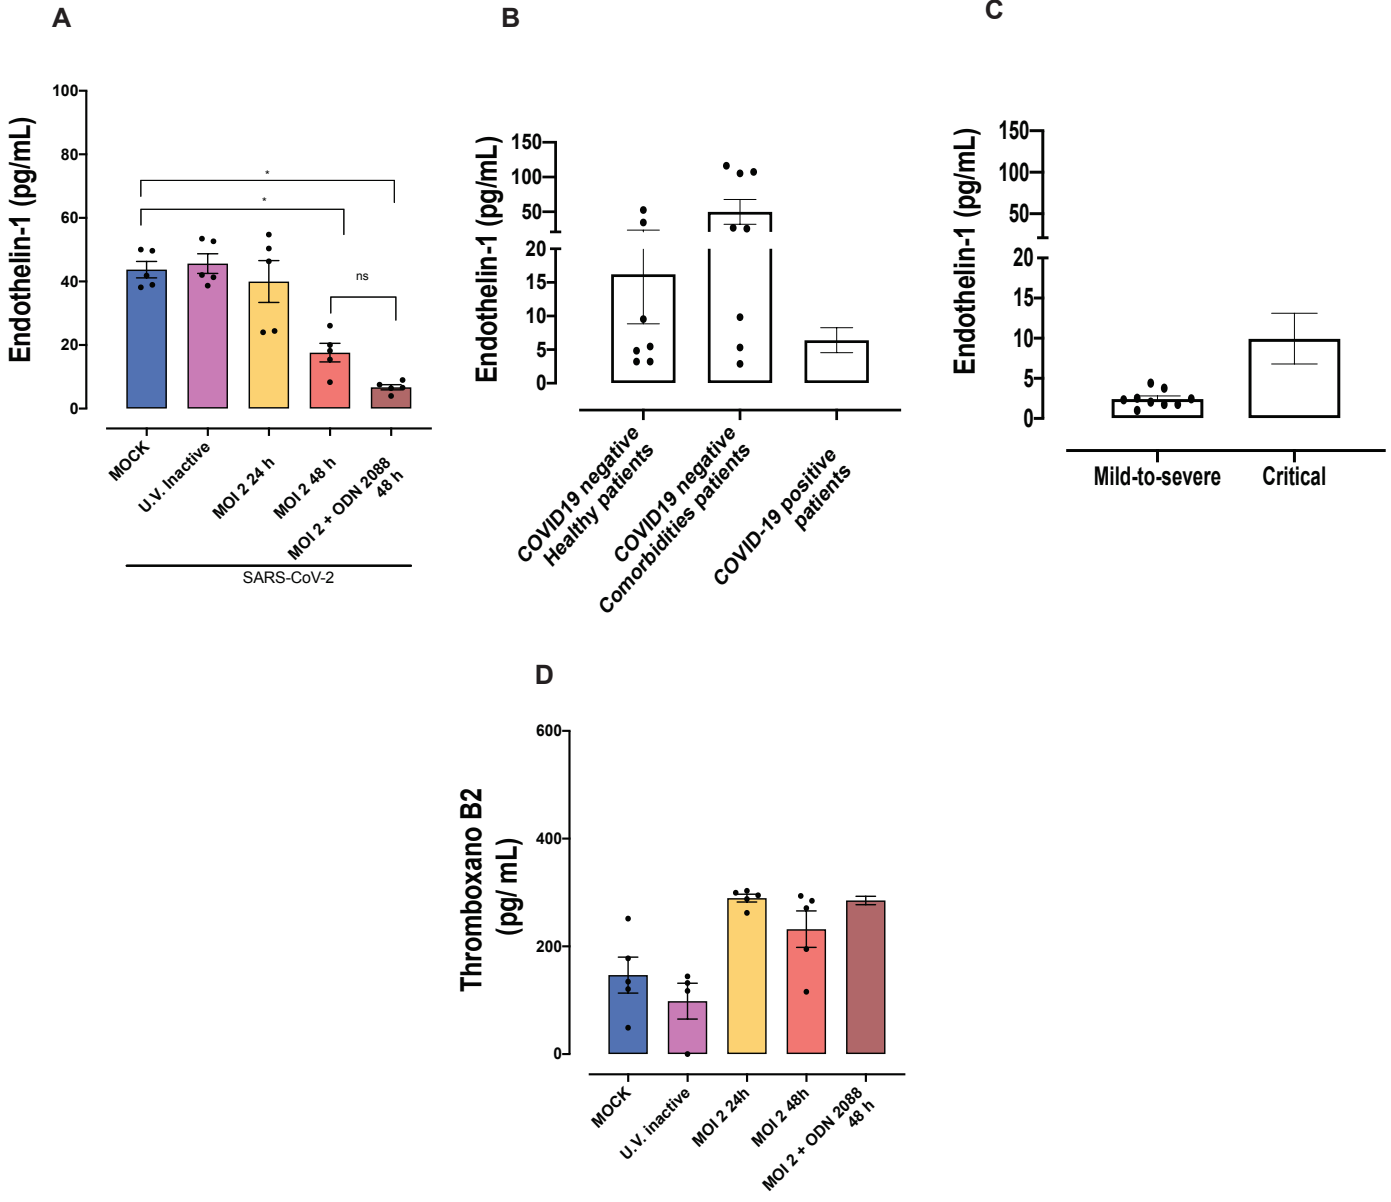 A
B
C
Endothelin-1 (pg/mL)
100
80
60
40
20
0
*
*
ns
MOCK
U.V. Inactive
MOI 2 24 h
MOI 2 48 h
MOI 2 + ODN 2088
48 h
SARS-CoV-2
Endothelin-1 (pg/mL)
150
100
50
20
15
10
5
0
COVID19 negative
Healthy patients
COVID19 negative
Comorbidities patients
COVID-19 positive
patients
Endothelin-1 (pg/mL)
150
100
50
20
15
10
5
0
Mild-to-severe
Critical
D
Thromboxano B2
(pg/ mL)
600
400
200
0
MOCK
U.V. inactive
MOI 2 24h
MOI 2 48h
MOI 2 + ODN 2088
48 h